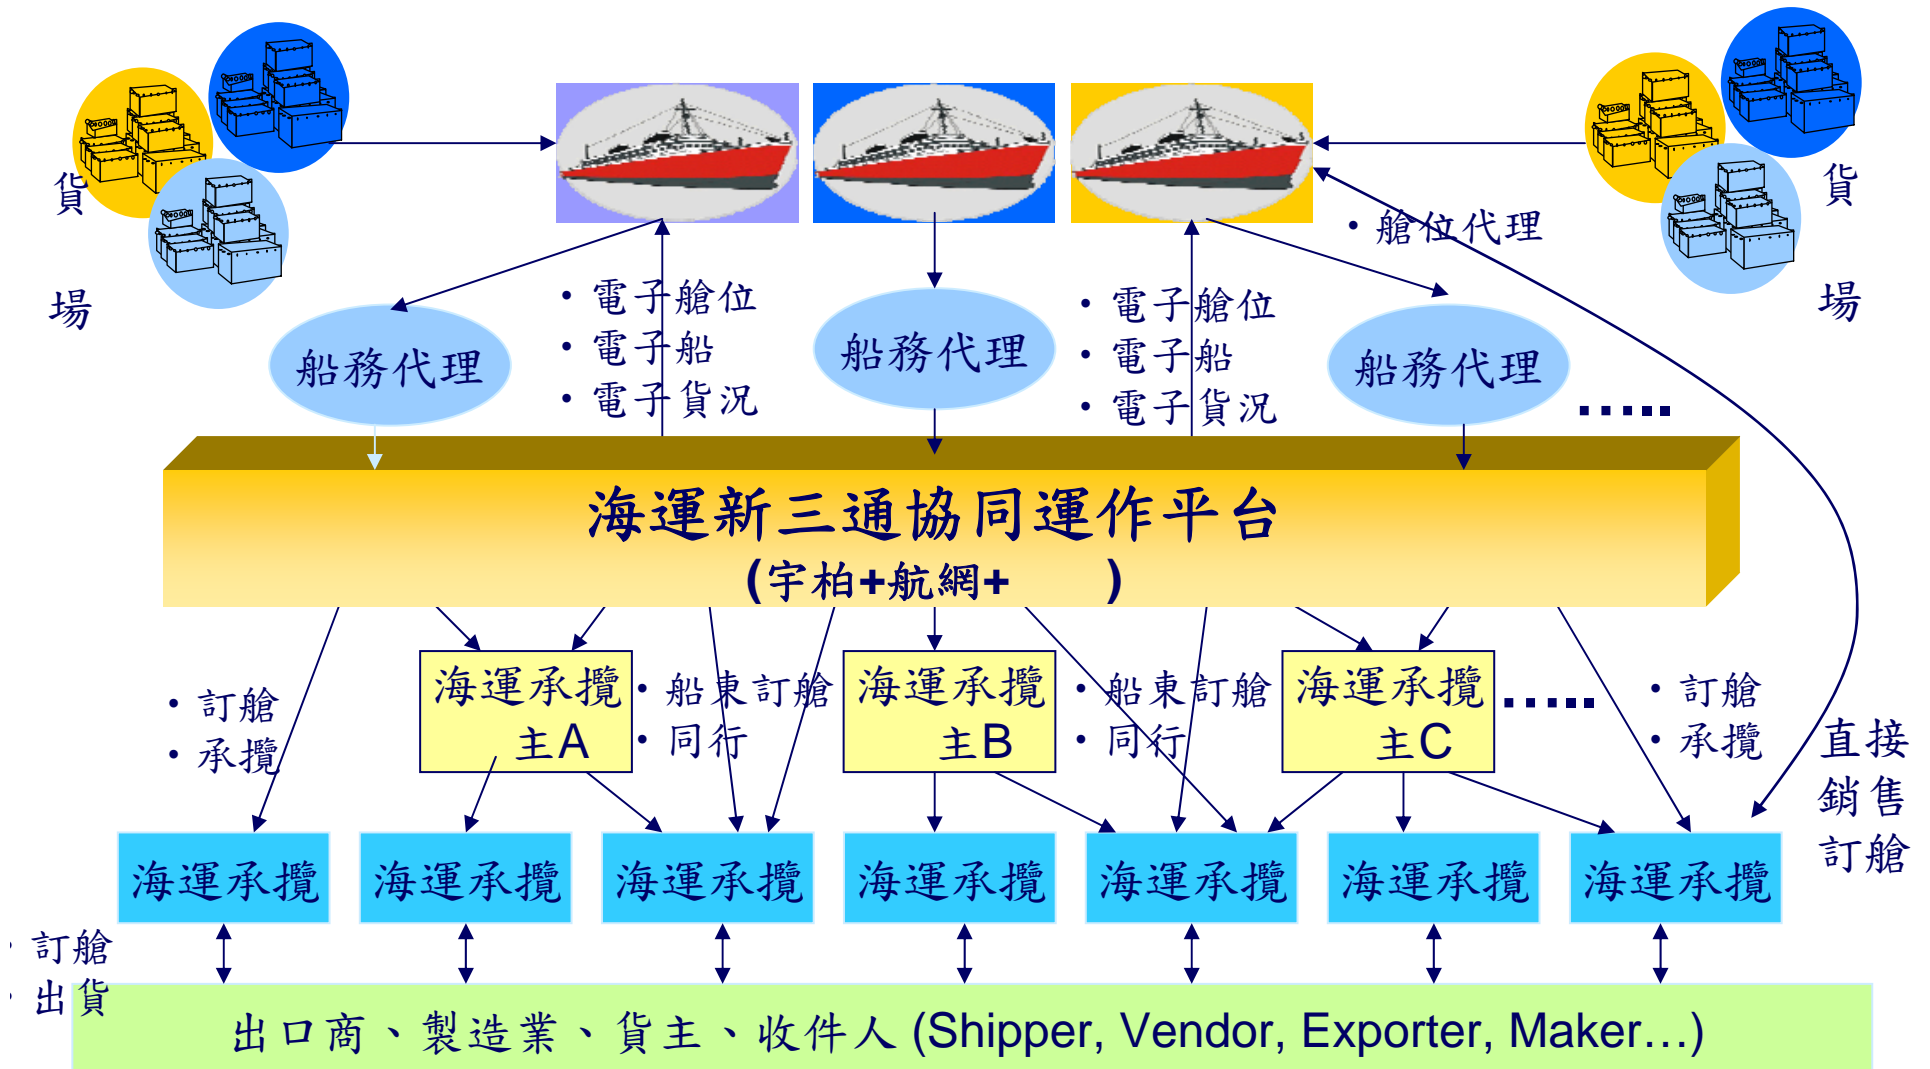 貨
場
貨
場
・艙位代理
・電子艙位
・電子船
・電子貨況
・電子艙位
・電子船
・電子貨況
船務代理
船務代理
船務代理
.....
海運新三通協同運作平台
(宇柏+航網+ )
・訂艙
・承攬
海運承攬
主A
・船東訂艙
・同行
海運承攬
主B
・船東訂艙
・同行
海運承攬
主C
.....
・訂艙
・承攬
直接
銷售
訂艙
海運承攬
海運承攬
海運承攬
海運承攬
海運承攬
海運承攬
海運承攬
・訂艙
・出貨
出口商、製造業、貨主、收件人 (Shipper, Vendor, Exporter, Maker…)